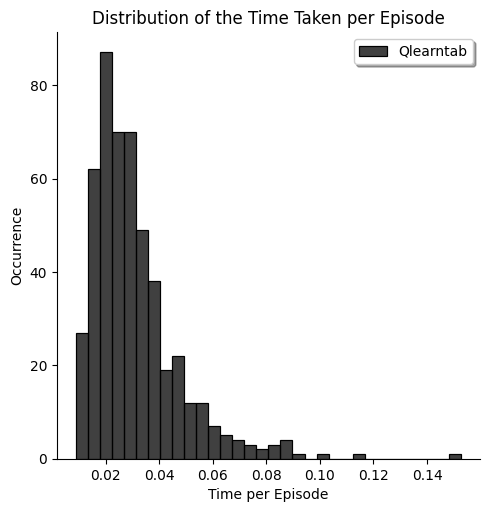 Distribution of the Time Taken per Episode
Qlearntab
Occurrence
80
60
40
20
0
0.02 0.04 0.06 0.08 0.10 0.12 0.14
Time per Episode